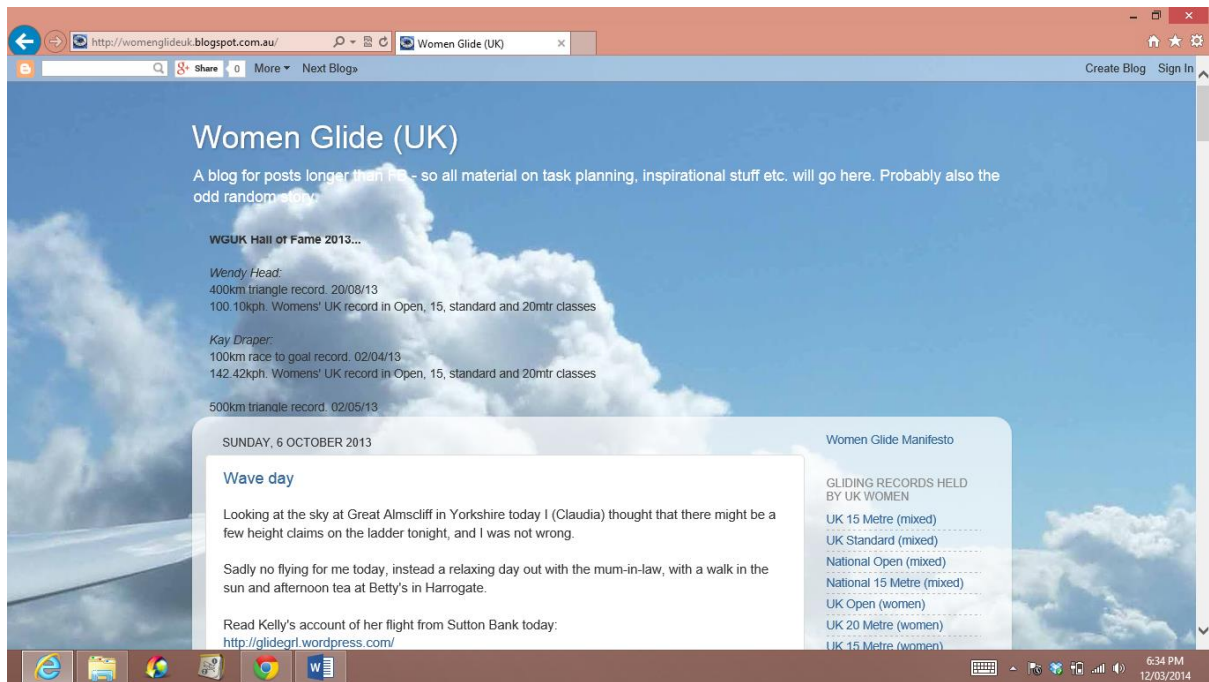 http://womenglideuk.blogspot.com.au/
Women Glide (UK)
Share 0 More Next Blog»
Create Blog Sign In
Women Glide (UK)
A blog for posts longer than FB - so all material on task planning, inspirational stuff etc. will go here. Probably also the
odd random story.
WGUK Hall of Fame 2013...
Wendy Head:
400km triangle record. 20/08/13
100.10kph. Womens' UK record in Open, 15, standard and 20mtr classes
Kay Draper:
100km race to goal record. 02/04/13
142.42kph. Womens' UK record in Open, 15, standard and 20mtr classes
500km triangle record. 02/05/13
SUNDAY, 6 OCTOBER 2013
Wave day
Looking at the sky at Great Almscliff in Yorkshire today I (Claudia) thought that there might be a
few height claims on the ladder tonight, and I was not wrong.
Sadly no flying for me today, instead a relaxing day out with the mum-in-law, with a walk in the
sun and afternoon tea at Betty's in Harrogate.
Read Kelly's account of her flight from Sutton Bank today:
http://glidegrl.wordpress.com/
Women Glide Manifesto
GLIDING RECORDS HELD
BY UK WOMEN
UK 15 Metre (mixed)
UK Standard (mixed)
National Open (mixed)
National 15 Metre (mixed)
UK Open (women)
UK 20 Metre (women)
UK 15 Metre (women)
6:34 PM
12/03/2014